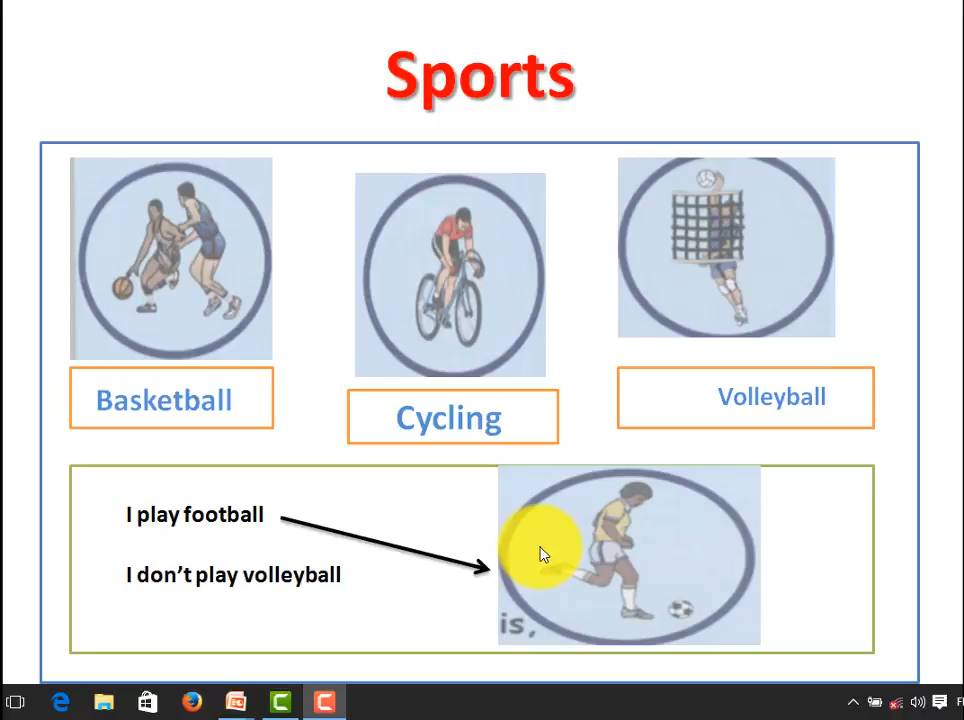 Sports
Basketball
Cycling
Volleyball
I play football
I don't play volleyball
is,